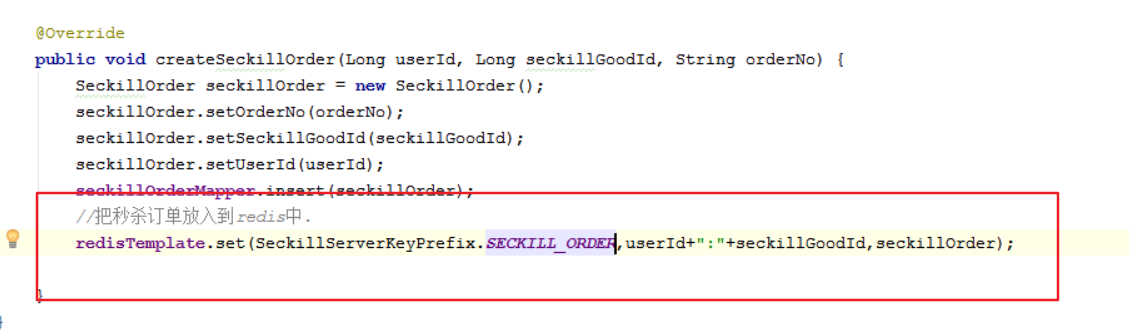 @Override
public void createSeckillOrder(Long userId, Long seckillGoodId, String orderNo) {
SeckillOrder seckillOrder = new SeckillOrder();
seckillOrder.setOrderNo(orderNo);
seckillOrder.setSeckillGoodId(seckillGoodId);
seckillOrder.setUserId(userId);
seckillOrderMapper.insert(seckillOrder);
//把秒杀订单放入到redis中.
redisTemplate.set(SeckillServerKeyPrefix.SECKILL_ORDER,userId+":"+seckillGoodId,seckillOrder);
}
}